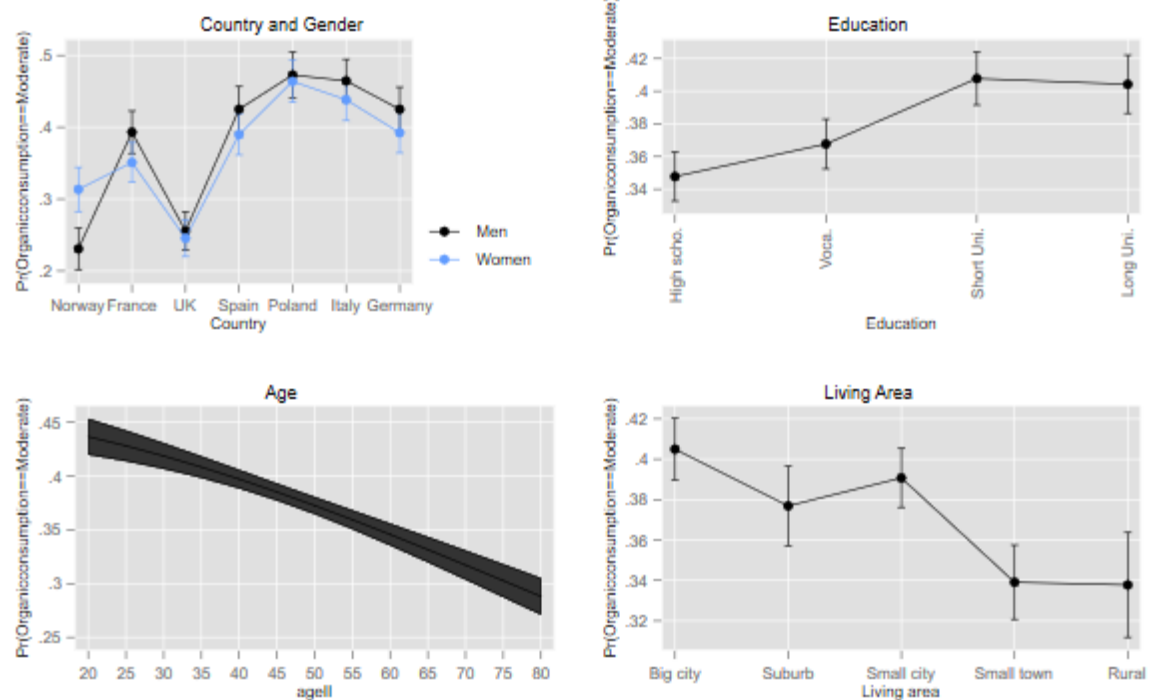 Country and Gender
Pr(Organicconsumption==Moderate)
.5
.4
.3
.2
Norway France UK Spain Poland Italy Germany
Country
Men
Women
Education
Pr(Organicconsumption==Moderate)
.42
.4
.38
.36
.34
High scho.
Voca.
Short Uni.
Long Uni.
Education
Age
Pr(Organicconsumption==Moderate)
.45
.4
.35
.3
.25
20 25 30 35 40 45 50 55 60 65 70 75 80
agell
Living Area
Pr(Organicconsumption==Moderate)
.42
.4
.38
.36
.34
.32
Big city Suburb Small city Small town Rural
Living area